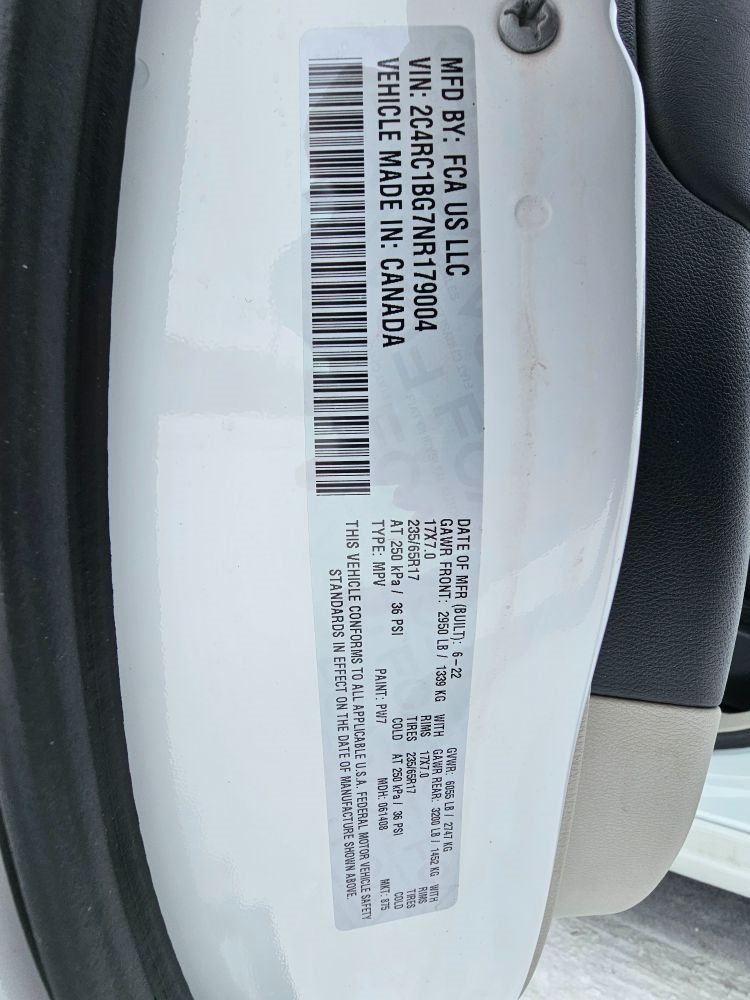 MFD BY: FCA US LLC
VIN: 2C4RC1BG7NR179004
VEHICLE MADE IN: CANADA
DATE OF MFR (BUILT): 6-22 GVWR: 6055 LB / 2747 KG
GAWR FRONT: 2950 LB / 1339 KG WITH GAWR REAR: 3200 LB / 1452 KG WITH
17X7.0 RIMS 17X7.0 RIMS
235/65R17 TIRES 235/65R17 TIRES
AT 250 kPa / 36 PSI COLD AT 250 kPa / 36 PSI COLD
TYPE: MPV PAINT: PW7 MDH: 061408 MKT: 875
THIS VEHICLE CONFORMS TO ALL APPLICABLE U.S.A. FEDERAL MOTOR VEHICLE SAFETY
STANDARDS IN EFFECT ON THE DATE OF MANUFACTURE SHOWN ABOVE.